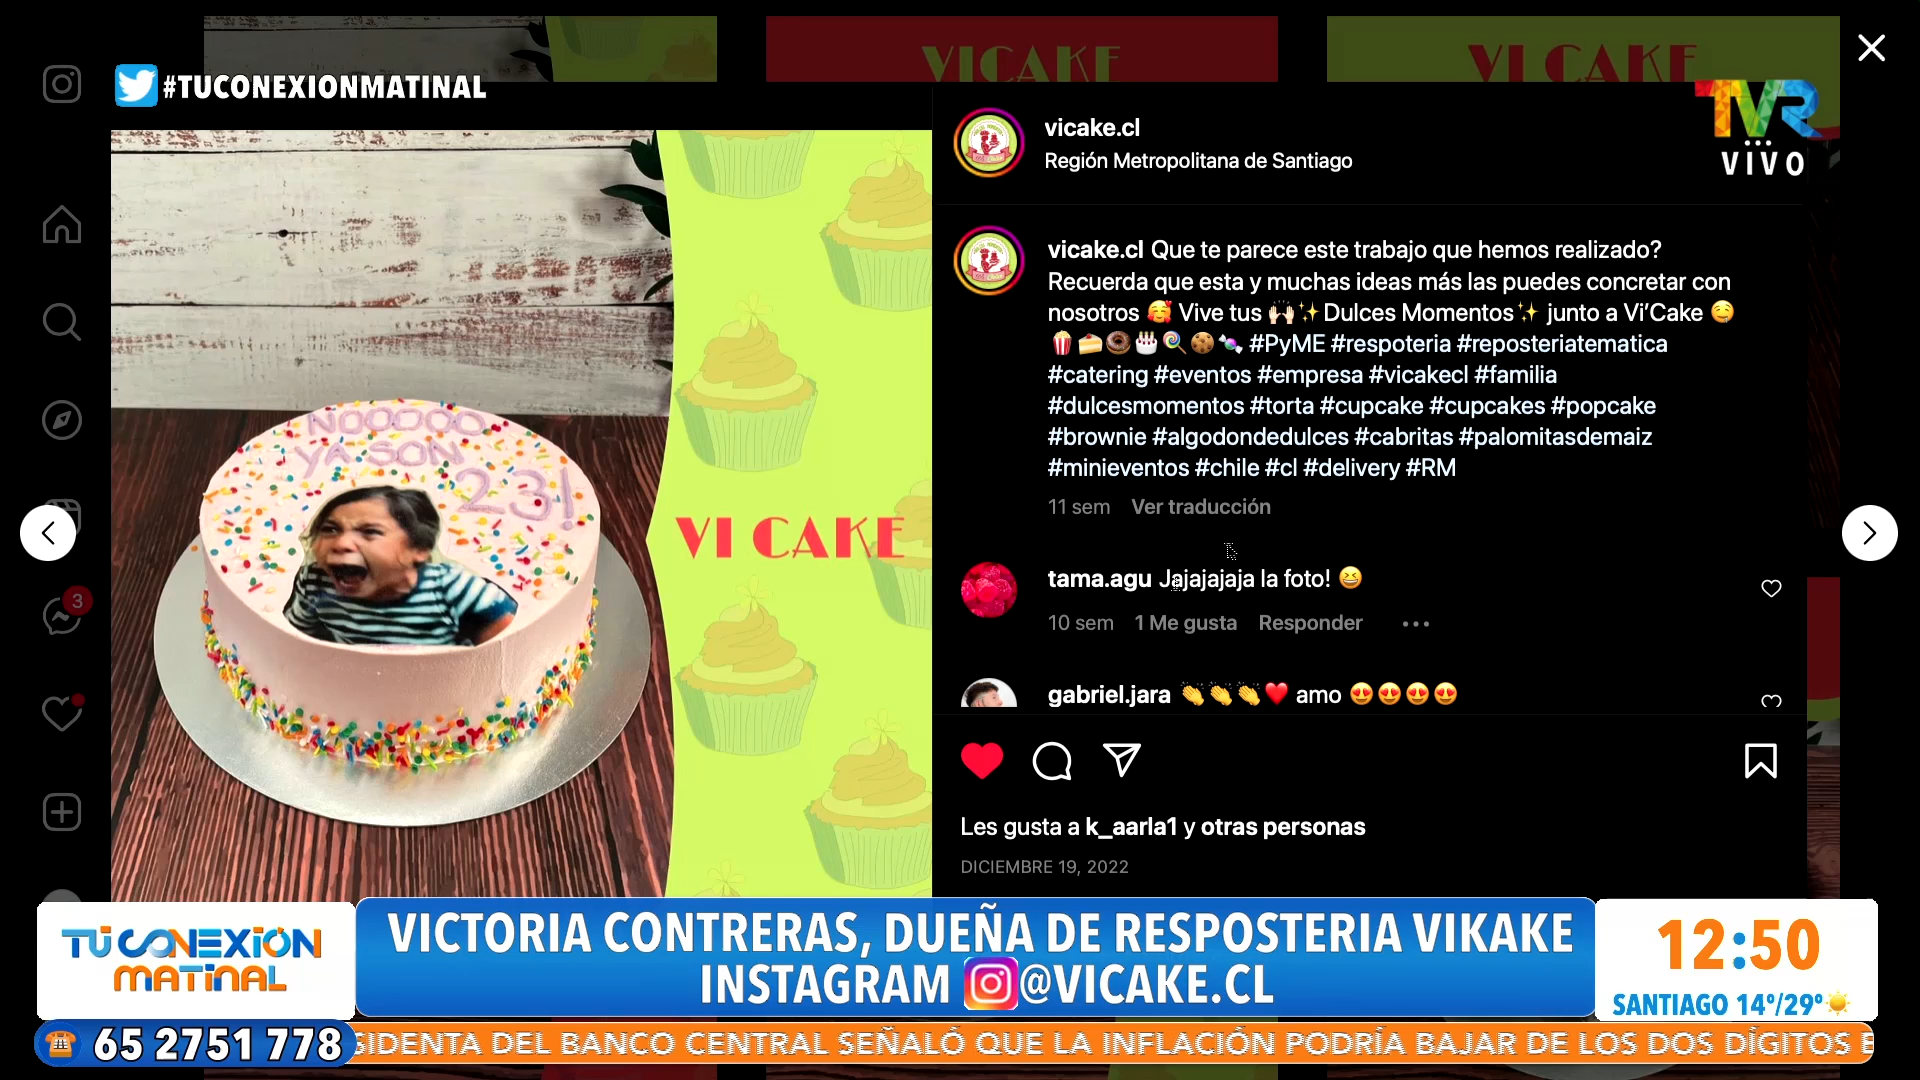 VICAKE
VI CAKE
#TUCONEXIONMATINAL
TVR
VIVO
vicake.cl
Región Metropolitana de Santiago
vicake.cl Que te parece este trabajo que hemos realizado?
Recuerda que esta y muchas ideas más las puedes concretar con
nosotros 🥰 Vive tus 🙌🏻✨Dulces Momentos✨ junto a Vi'Cake 🤤
🍿🍰🍩🎂🍭🍪🍬 #PyME #respoteria #reposteriatematica
#catering #eventos #empresa #vicakecl #familia
#dulcesmomentos #torta #cupcake #cupcakes #popcake
#brownie #algodondedulces #cabritas #palomitasdemaiz
#minieventos #chile #cl #delivery #RM
11 sem Ver traducción
NOOOOO
YA SON
23!
VI CAKE
tama.agu Jajajajaja la foto! 😆
10 sem 1 Me gusta Responder
3
gabriel.jara 👏👏👏❤️ amo 😍😍😍😍
Les gusta a k_aarla1 y otras personas
DICIEMBRE 19, 2022
TU CONEXIÓN
MATINAL
VICTORIA CONTRERAS, DUEÑA DE RESPOSTERIA VIKAKE
INSTAGRAM @VICAKE.CL
12:50
SANTIAGO 14°/29°
65 2751 778
SIDENTA DEL BANCO CENTRAL SEÑALÓ QUE LA INFLACIÓN PODRÍA BAJAR DE LOS DOS DÍGITOS E